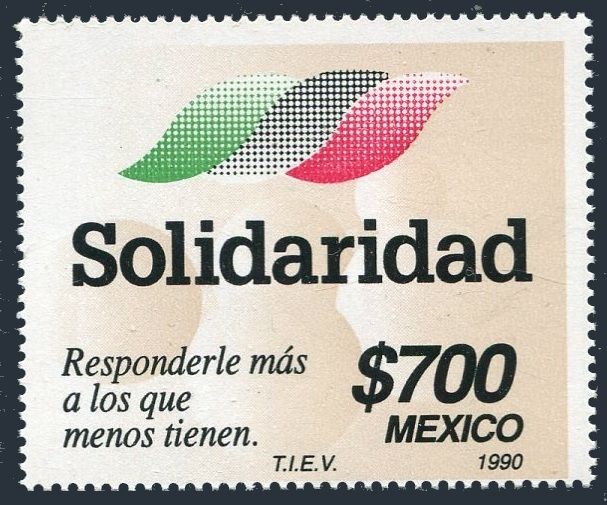 Solidaridad
Responderle más
a los que
menos tienen.
$700
MEXICO
T.I.E.V.
1990